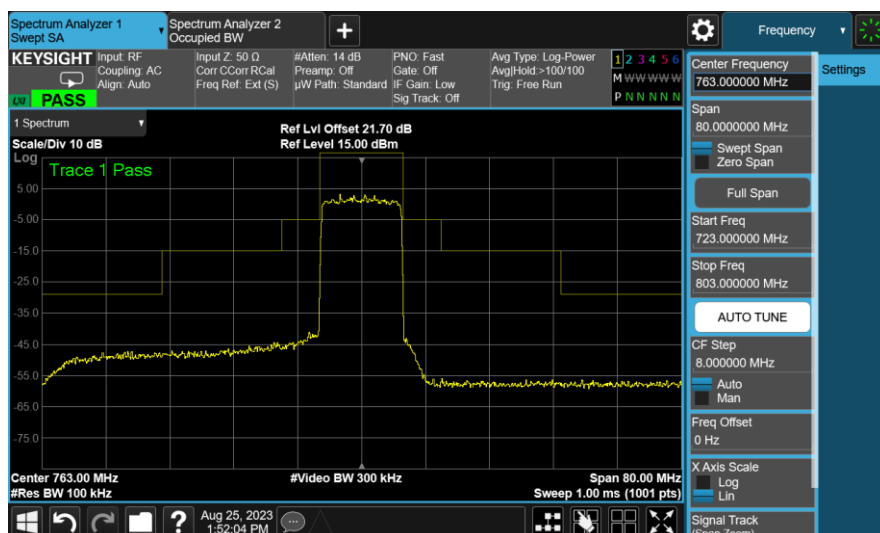 Spectrum Analyzer 1
Swept SA
Spectrum Analyzer 2
Occupied BW
+
Frequency
KEYSIGHT
LXI
PASS
Input: RF
Coupling: AC
Align: Auto
Input Z: 50 Ω
Corr CCorr RCal
Freq Ref: Ext (S)
#Atten: 14 dB
Preamp: Off
µW Path: Standard
PNO: Fast
Gate: Off
IF Gain: Low
Sig Track: Off
Avg Type: Log-Power
Avg|Hold:>100/100
Trig: Free Run
1 2 3 4 5 6
M W W W W W
P N N N N N
1 Spectrum
Scale/Div 10 dB
Ref Lvl Offset 21.70 dB
Ref Level 15.00 dBm
Log
Trace 1 Pass
5.00
-5.00
-15.0
-25.0
-35.0
-45.0
-55.0
-65.0
-75.0
Center 763.00 MHz
#Res BW 100 kHz
#Video BW 300 kHz
Span 80.00 MHz
Sweep 1.00 ms (1001 pts)
?
Aug 25, 2023
1:52:04 PM
Center Frequency
763.000000 MHz
Settings
Span
80.0000000 MHz
Swept Span
Zero Span
Full Span
Start Freq
723.000000 MHz
Stop Freq
803.000000 MHz
AUTO TUNE
CF Step
8.000000 MHz
Auto
Man
Freq Offset
0 Hz
X Axis Scale
Log
Lin
Signal Track
(Span Zoom)